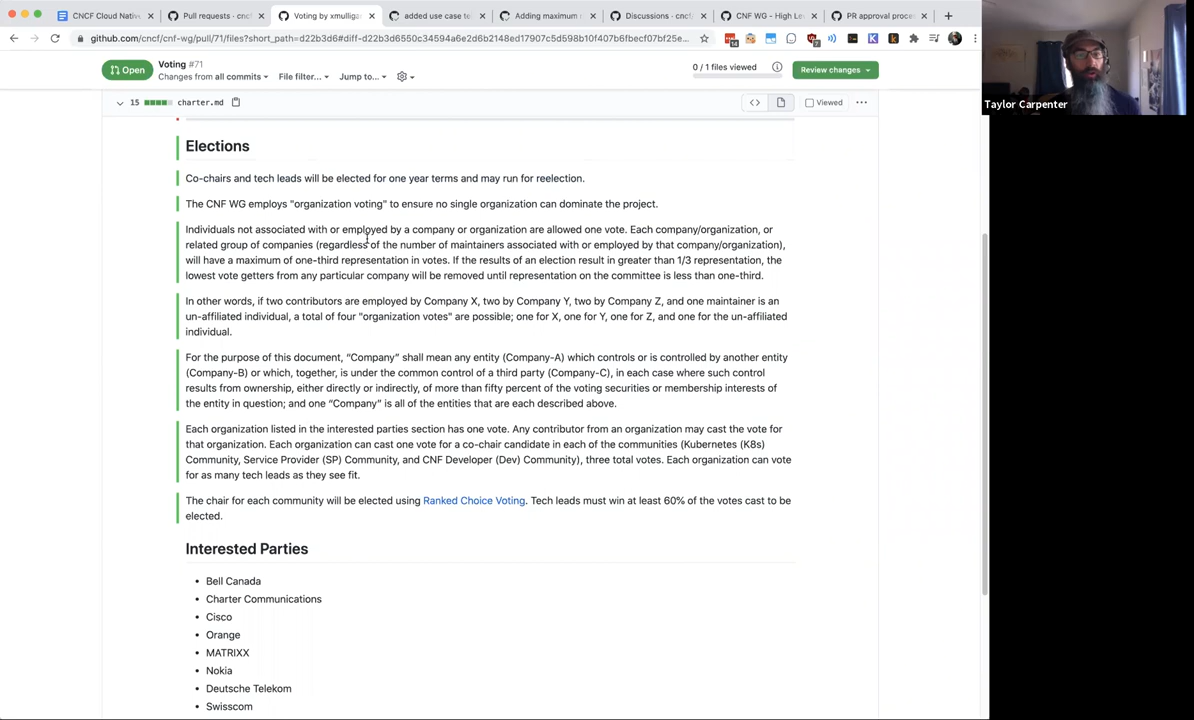 CNCF Cloud Native
Pull requests · cncf
Voting by xmulligan
added use case te
Adding maximum
Discussions · cncf
CNF WG - High Le
PR approval proce
github.com/cncf/cnf-wg/pull/71/files?short_path=d22b3d6#diff-d22b3d6550c34594a6e2d6b2148ed17907c5d598b10f407b6fbecf07bf25e...
Open
Voting #71
Changes from all commits
File filter...
Jump to...
0 / 1 files viewed
Review changes
Taylor Carpenter
15
charter.md
Viewed
Elections
Co-chairs and tech leads will be elected for one year terms and may run for reelection.
The CNF WG employs "organization voting" to ensure no single organization can dominate the project.
Individuals not associated with or employed by a company or organization are allowed one vote. Each company/organization, or
related group of companies (regardless of the number of maintainers associated with or employed by that company/organization),
will have a maximum of one-third representation in votes. If the results of an election result in greater than 1/3 representation, the
lowest vote getters from any particular company will be removed until representation on the committee is less than one-third.
In other words, if two contributors are employed by Company X, two by Company Y, two by Company Z, and one maintainer is an
un-affiliated individual, a total of four "organization votes" are possible; one for X, one for Y, one for Z, and one for the un-affiliated
individual.
For the purpose of this document, “Company” shall mean any entity (Company-A) which controls or is controlled by another entity
(Company-B) or which, together, is under the common control of a third party (Company-C), in each case where such control
results from ownership, either directly or indirectly, of more than fifty percent of the voting securities or membership interests of
the entity in question; and one “Company” is all of the entities that are each described above.
Each organization listed in the interested parties section has one vote. Any contributor from an organization may cast the vote for
that organization. Each organization can cast one vote for a co-chair candidate in each of the communities (Kubernetes (K8s)
Community, Service Provider (SP) Community, and CNF Developer (Dev) Community), three total votes. Each organization can vote
for as many tech leads as they see fit.
The chair for each community will be elected using Ranked Choice Voting. Tech leads must win at least 60% of the votes cast to be
elected.
Interested Parties
• Bell Canada
• Charter Communications
• Cisco
• Orange
• MATRIXX
• Nokia
• Deutsche Telekom
• Swisscom